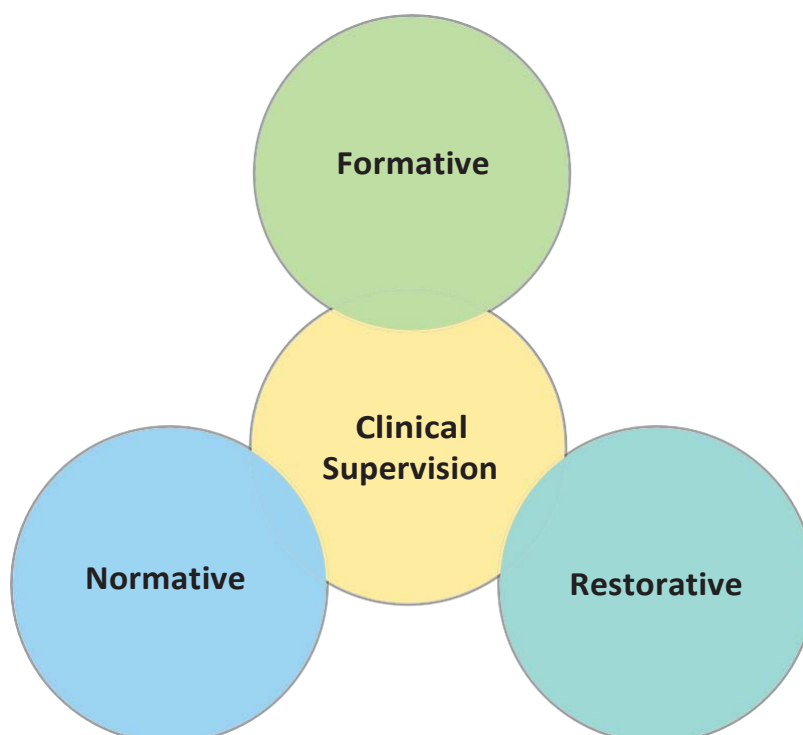 Formative
Clinical
Supervision
Normative
Restorative